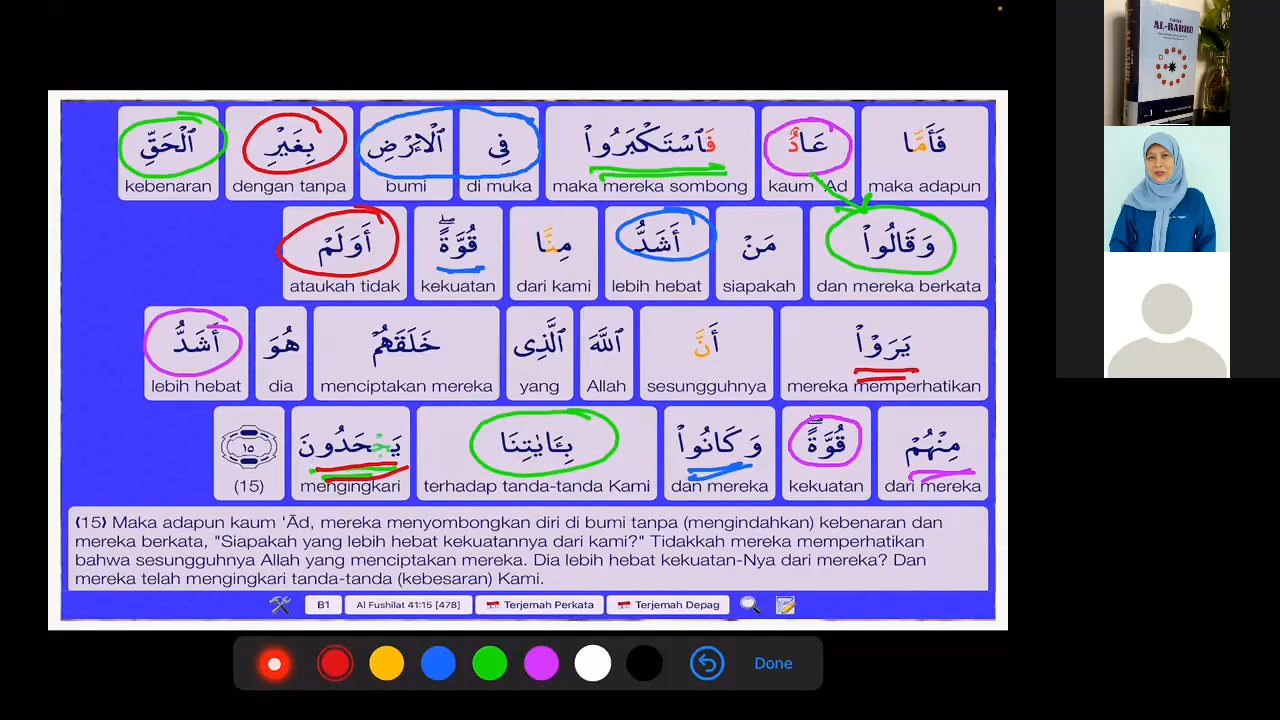 فَأَمَّا عَادٌ فَٱسْتَكْبَرُوا۟ فِى ٱلْأَرْضِ بِغَيْرِ ٱلْحَقِّ
maka adapun kaum 'Ad maka mereka sombong di muka bumi dengan tanpa kebenaran
وَقَالُوا۟ مَنْ أَشَدُّ مِنَّا قُوَّةً ۖ أَوَلَمْ
dan mereka berkata siapakah lebih hebat dari kami kekuatan ataukah tidak
يَرَوْا۟ أَنَّ ٱللَّهَ ٱلَّذِى خَلَقَهُمْ هُوَ أَشَدُّ
mereka memperhatikan sesungguhnya Allah yang menciptakan mereka dia lebih hebat
مِنْهُمْ قُوَّةً ۖ وَكَانُوا۟ بِـَٔايَٰتِنَا يَجْحَدُونَ ١٥
dari mereka kekuatan dan mereka terhadap tanda-tanda Kami mengingkari (15)
(15) Maka adapun kaum 'Ād, mereka menyombongkan diri di bumi tanpa (mengindahkan) kebenaran dan
mereka berkata, "Siapakah yang lebih hebat kekuatannya dari kami?" Tidakkah mereka memperhatikan
bahwa sesungguhnya Allah yang menciptakan mereka. Dia lebih hebat kekuatan-Nya dari mereka? Dan
mereka telah mengingkari tanda-tanda (kebesaran) Kami.
B1 Al Fushilat 41:15 [478] Terjemah Perkata Terjemah Depag
Done
AL-BARRU